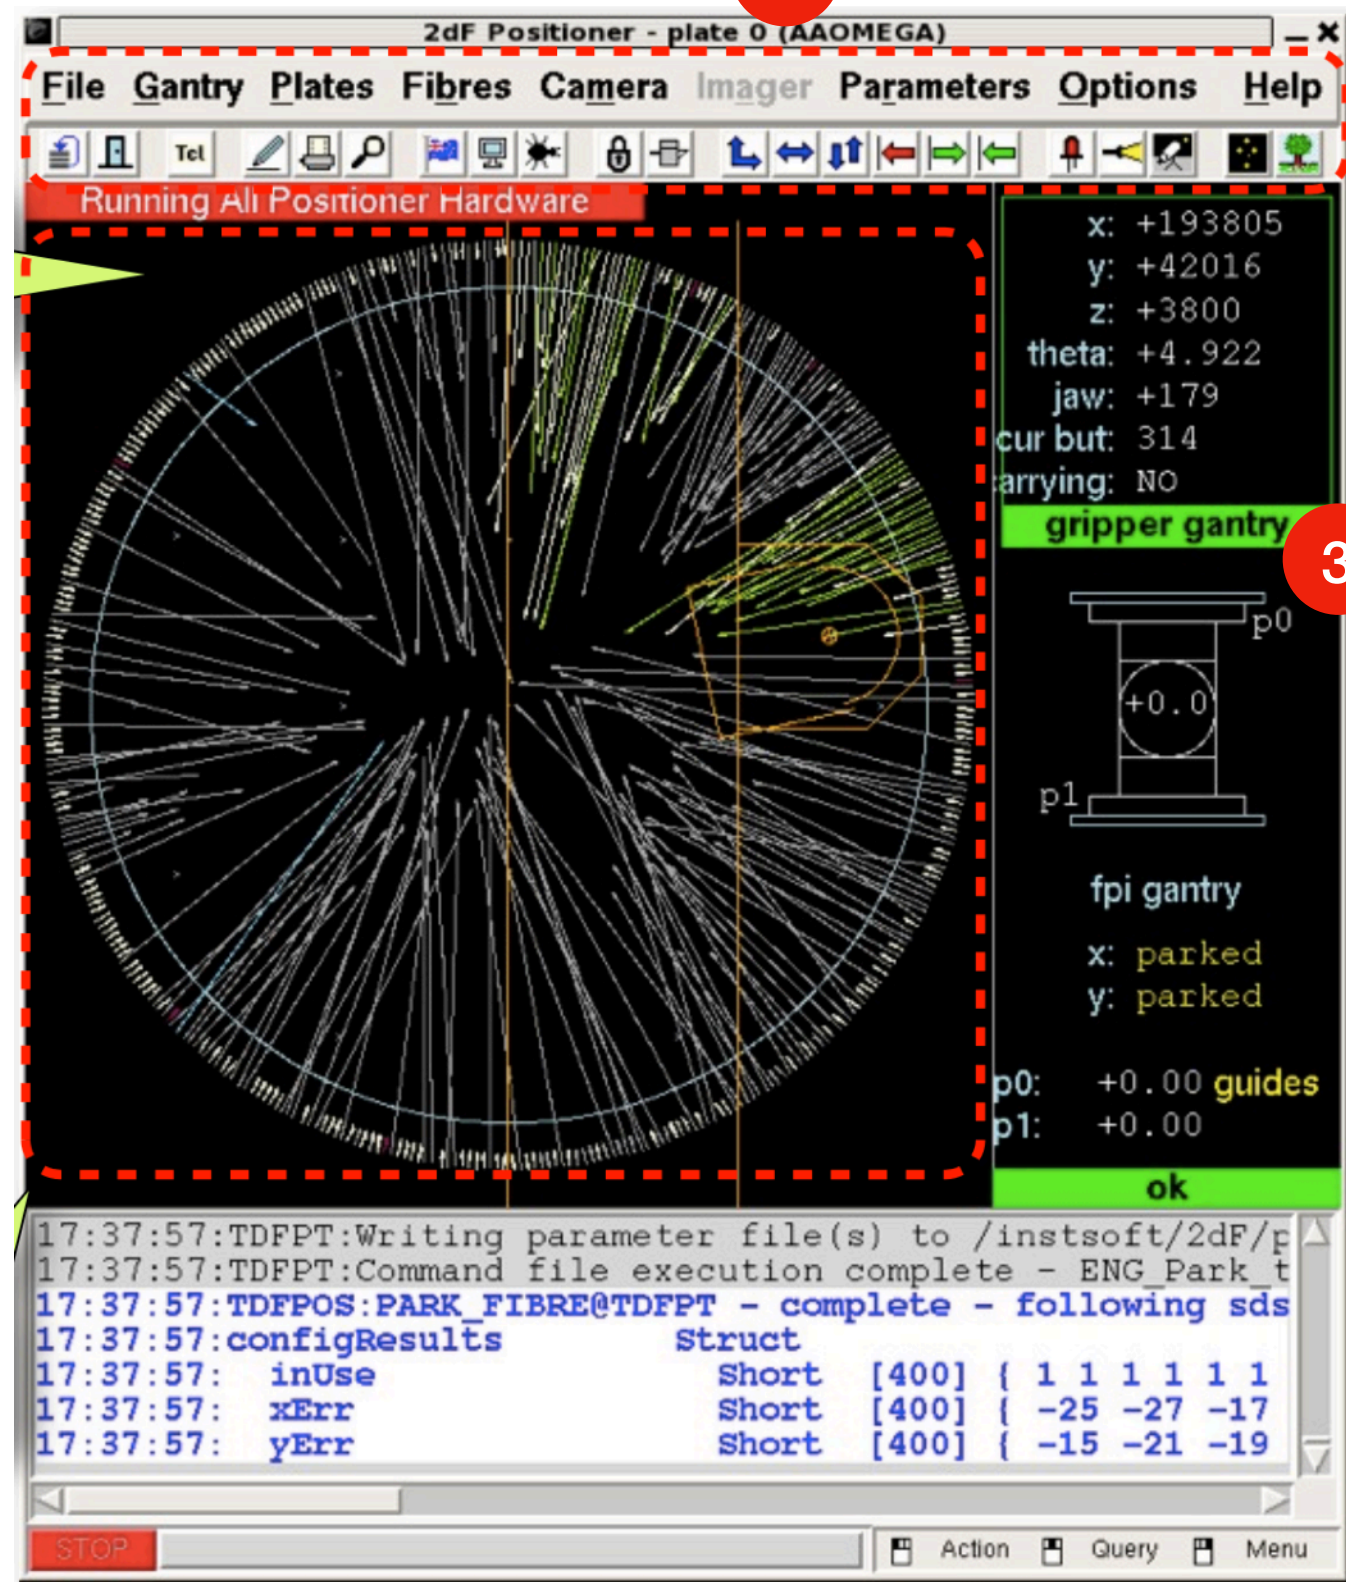 2dF Positioner - plate 0 (AAOMEGA)
File Gantry Plates Fibres Camera Imager Parameters Options Help
Tcl
Running All Positioner Hardware
x: +193805
y: +42016
z: +3800
theta: +4.922
jaw: +179
cur but: 314
arrying: NO
gripper gantry
3
p0
+0.0
p1
fpi gantry
x: parked
y: parked
p0: +0.00 guides
p1: +0.00
ok
17:37:57:TDFPT:Writing parameter file(s) to /instsoft/2dF/p
17:37:57:TDFPT:Command file execution complete - ENG_Park_t
17:37:57:TDFPOS:PARK_FIBRE@TDFPT - complete - following sds
17:37:57:configResults Struct
17:37:57: inUse Short [400] { 1 1 1 1 1 1
17:37:57: xErr Short [400] { -25 -27 -17
17:37:57: yErr Short [400] { -15 -21 -19
STOP
Action Query Menu